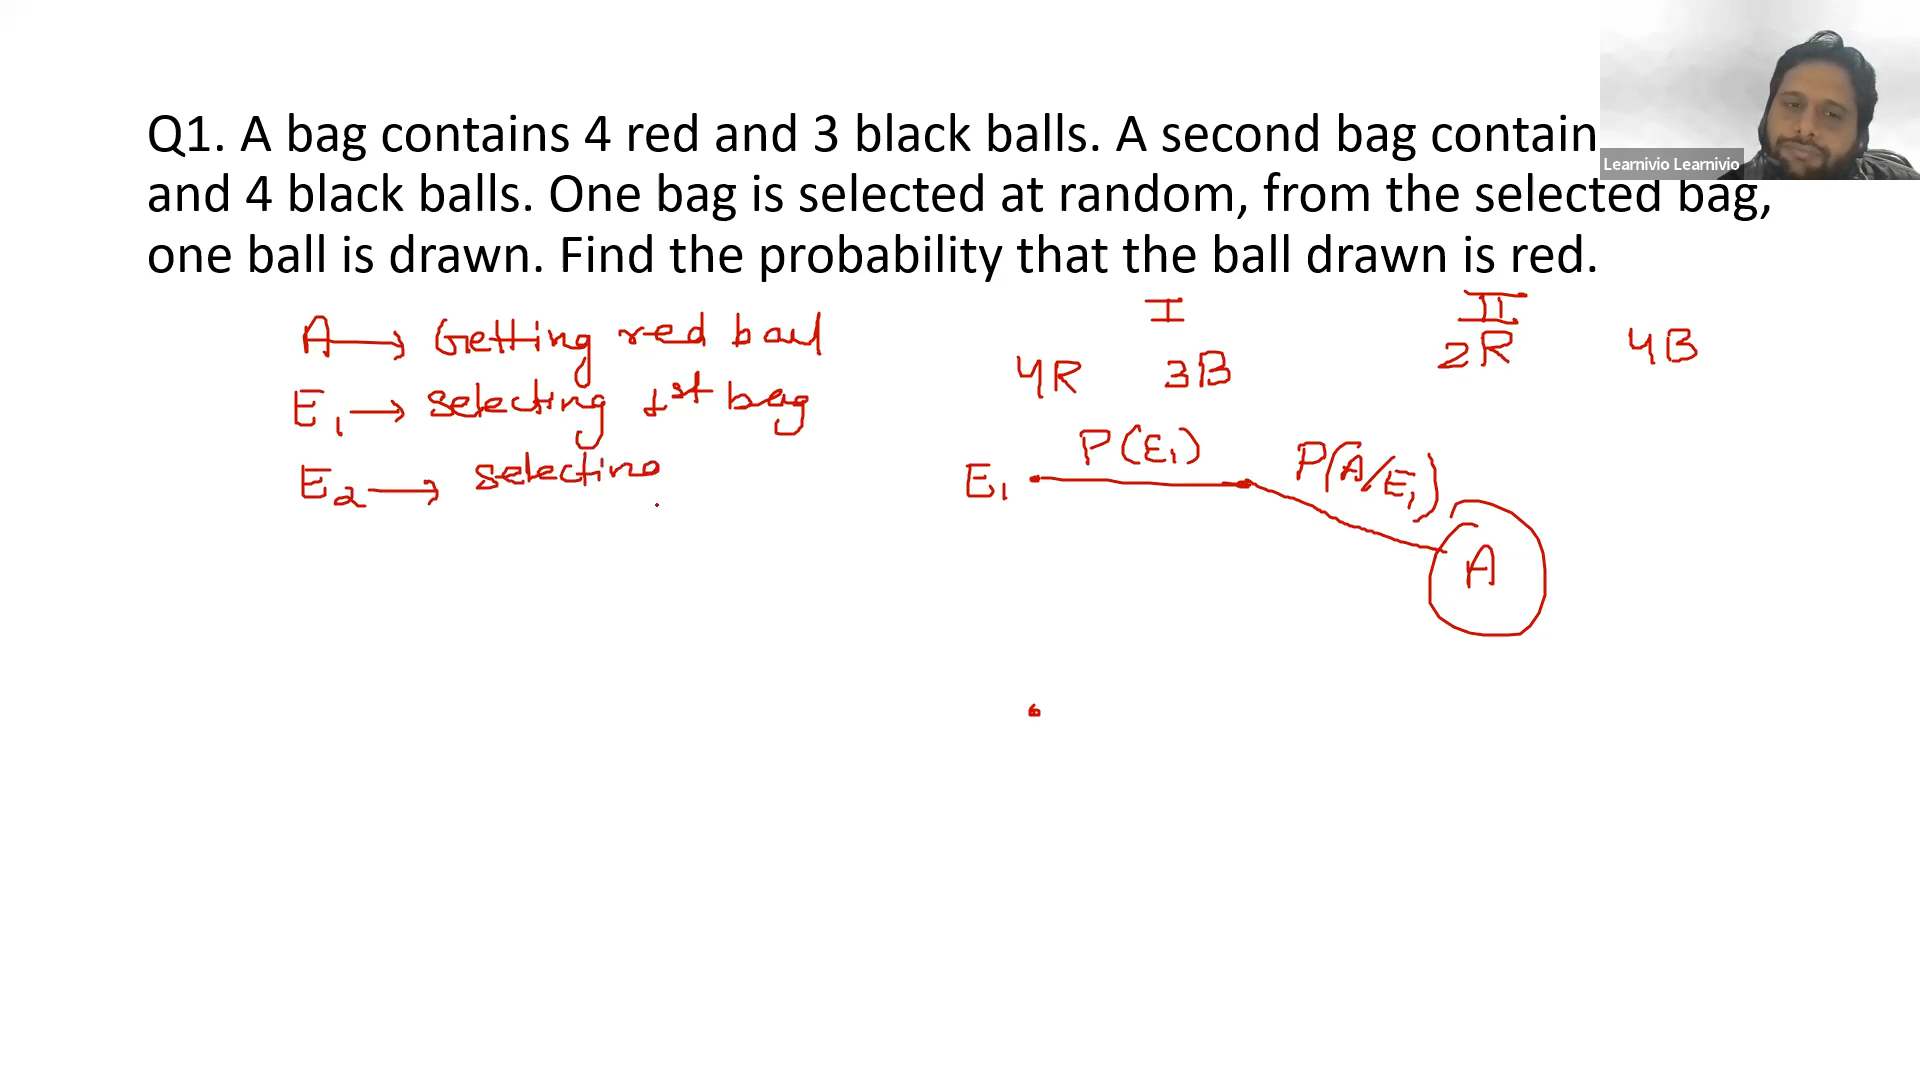 Q1. A bag contains 4 red and 3 black balls. A second bag contain
Learnivio Learnivio
and 4 black balls. One bag is selected at random, from the selected bag,
one ball is drawn. Find the probability that the ball drawn is red.
A → Getting red ball
E₁ → selecting 1st bag
E₂ → selecting
I
4R 3B
II
2R 4B
P(E₁)
P(A/E₁)
E₁
A